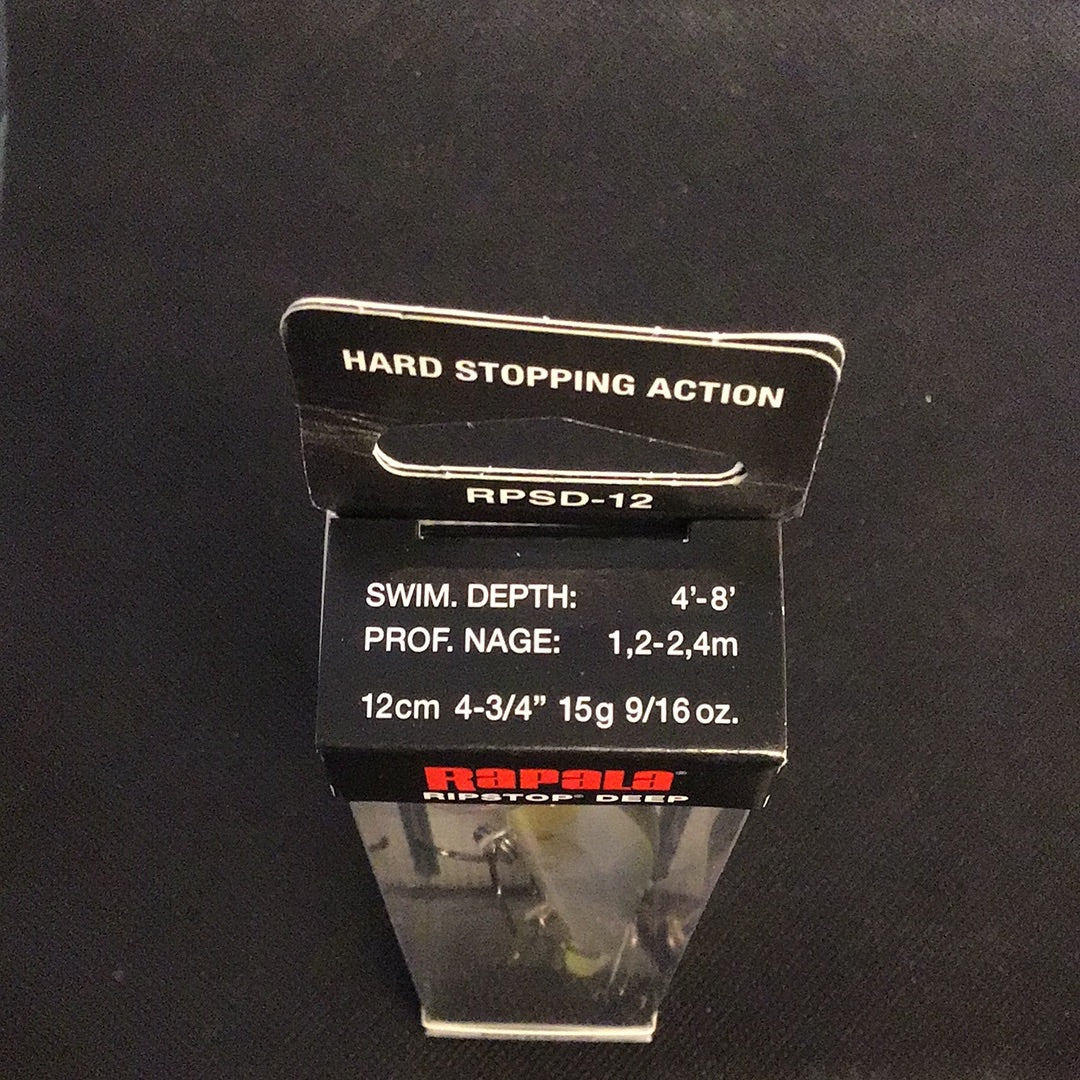 HARD STOPPING ACTION
RPSD-12
SWIM. DEPTH: 4'-8'
PROF. NAGE: 1,2-2,4m
12cm 4-3/4” 15g 9/16 oz.
Rapala®
RIPSTOP® DEEP